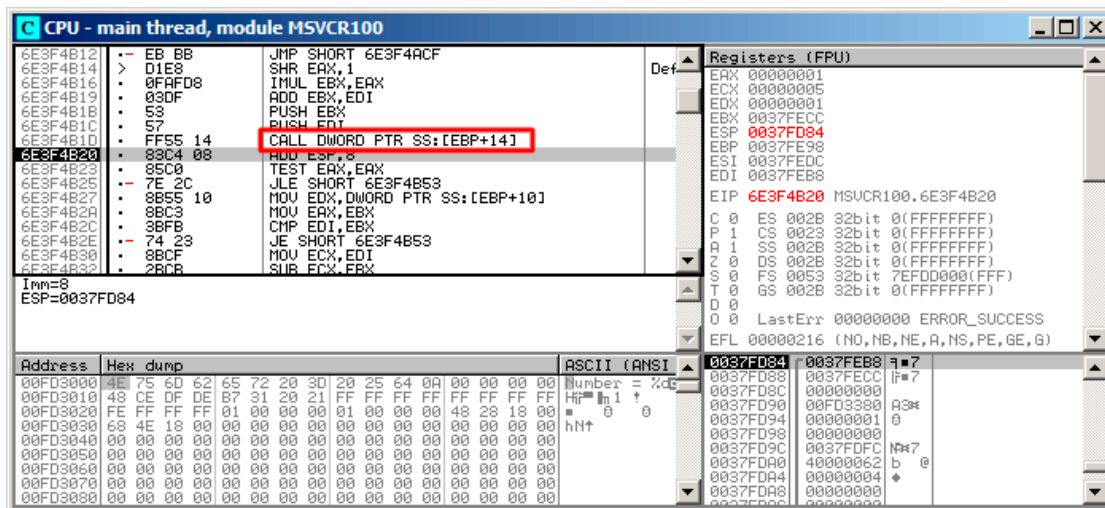 CPU - main thread, module MSVCR100
6E3F4B12 EB BB JMP SHORT 6E3F4ACF
6E3F4B14 > D1E8 SHR EAX,1 Def
6E3F4B16 0FAFD8 IMUL EBX,EAX
6E3F4B19 03DF ADD EBX,EDI
6E3F4B1B 53 PUSH EBX
6E3F4B1C 57 PUSH EDI
6E3F4B1D FF55 14 CALL DWORD PTR SS:[EBP+14]
6E3F4B20 83C4 08 ADD ESP,8
6E3F4B23 85C0 TEST EAX,EAX
6E3F4B25 7E 2C JLE SHORT 6E3F4B53
6E3F4B27 8B55 10 MOV EDX,DWORD PTR SS:[EBP+10]
6E3F4B2A 8BC3 MOV EAX,EBX
6E3F4B2C 3BFB CMP EDI,EBX
6E3F4B2E 74 23 JE SHORT 6E3F4B53
6E3F4B30 8BCF MOV ECX,EDI
6E3F4B32 2BCB SUB ECX,EBX
Imm=8
ESP=0037FD84
Registers (FPU)
EAX 00000001
ECX 00000005
EDX 00000001
EBX 0037FECC
ESP 0037FD84
EBP 0037FE98
ESI 0037FEDC
EDI 0037FEB8
EIP 6E3F4B20 MSVCR100.6E3F4B20
C 0 ES 002B 32bit 0(FFFFFFFF)
P 1 CS 0023 32bit 0(FFFFFFFF)
A 1 SS 002B 32bit 0(FFFFFFFF)
Z 0 DS 002B 32bit 0(FFFFFFFF)
S 0 FS 0053 32bit 7EFDD000(FFF)
T 0 GS 002B 32bit 0(FFFFFFFF)
D 0
O 0 LastErr 00000000 ERROR_SUCCESS
EFL 00000216 (NO,NB,NE,A,NS,PE,GE,G)
Address Hex dump ASCII (ANSI
00FD3000 4E 75 6D 62 65 72 20 3D 20 25 64 0A 00 00 00 00 Number = %d
00FD3010 48 CE DF DE B7 31 20 21 FF FF FF FF FF FF FF FF
00FD3020 FE FF FF FF 01 00 00 00 01 00 00 00 48 28 18 00
00FD3030 68 4E 18 00 00 00 00 00 00 00 00 00 00 00 00 00 hN↑
00FD3040 00 00 00 00 00 00 00 00 00 00 00 00 00 00 00 00
00FD3050 00 00 00 00 00 00 00 00 00 00 00 00 00 00 00 00
00FD3060 00 00 00 00 00 00 00 00 00 00 00 00 00 00 00 00
00FD3070 00 00 00 00 00 00 00 00 00 00 00 00 00 00 00 00
00FD3080 00 00 00 00 00 00 00 00 00 00 00 00 00 00 00 00
0037FD84 0037FEB8
0037FD88 0037FECC
0037FD8C 00000000
0037FD90 00FD3380
0037FD94 00000001
0037FD98 00000000
0037FD9C 0037FDFC
0037FDA0 40000062 b @
0037FDA4 00000004 ♦
0037FDA8 00000000